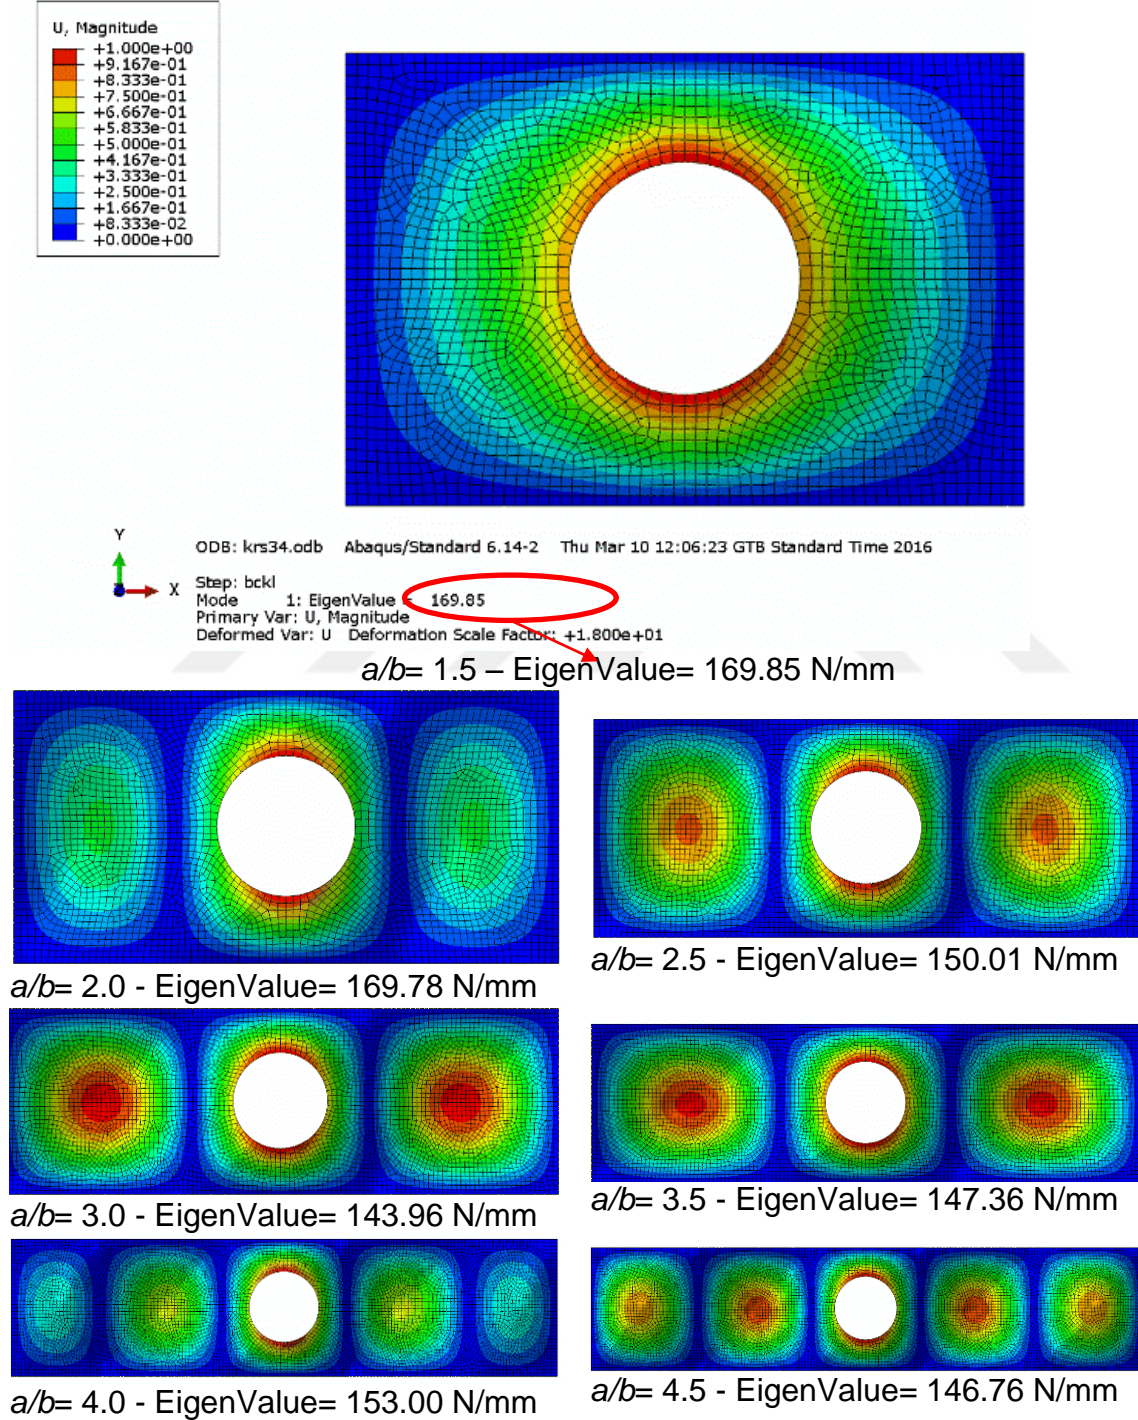 U, Magnitude
+1.000e+00
+9.167e-01
+8.333e-01
+7.500e-01
+6.667e-01
+5.833e-01
+5.000e-01
+4.167e-01
+3.333e-01
+2.500e-01
+1.667e-01
+8.333e-02
+0.000e+00
Y
X
ODB: krs34.odb Abaqus/Standard 6.14-2 Thu Mar 10 12:06:23 GTB Standard Time 2016
Step: bckl
Mode 1: EigenValue = 169.85
Primary Var: U, Magnitude
Deformed Var: U Deformation Scale Factor: +1.800e+01
a/b= 1.5 – EigenValue= 169.85 N/mm
a/b= 2.0 - EigenValue= 169.78 N/mm
a/b= 2.5 - EigenValue= 150.01 N/mm
a/b= 3.0 - EigenValue= 143.96 N/mm
a/b= 3.5 - EigenValue= 147.36 N/mm
a/b= 4.0 - EigenValue= 153.00 N/mm
a/b= 4.5 - EigenValue= 146.76 N/mm